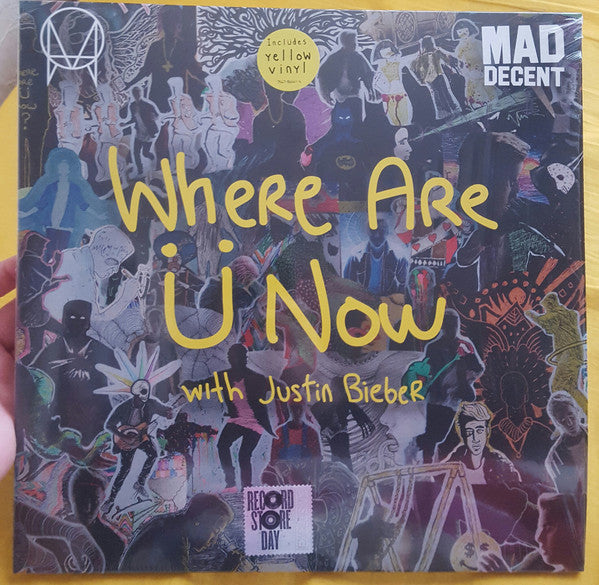 Includes
yellow
vinyl
MAD
DECENT
WHERE ARE
Ü NOW
WITH JUSTIN BIEBER
RECORD
STORE
DAY